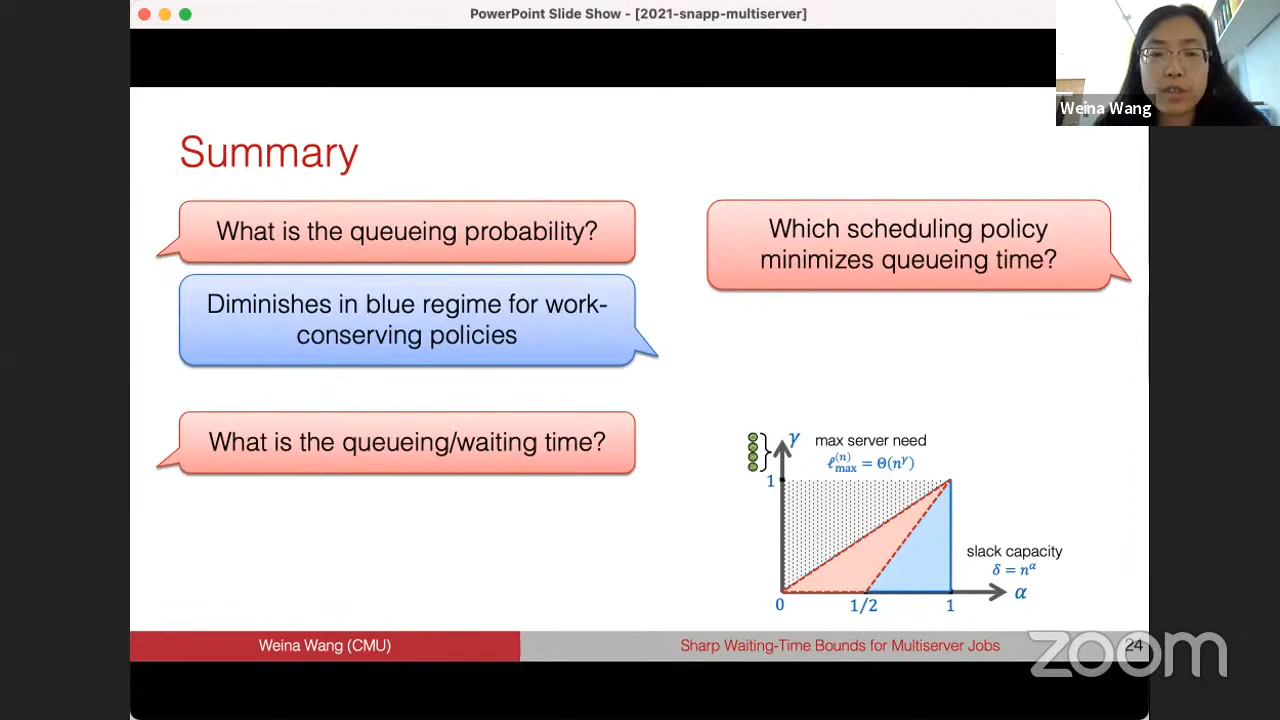 PowerPoint Slide Show - [2021-snapp-multiserver]
Weina Wang
Summary
What is the queueing probability?
Diminishes in blue regime for work-
conserving policies
What is the queueing/waiting time?
Which scheduling policy
minimizes queueing time?
γ
max server need
ℓ_max^(n) = Θ(n^γ)
1
slack capacity
δ = n^α
0
1/2
1
α
Weina Wang (CMU)
Sharp Waiting-Time Bounds for Multiserver Jobs
24
zoom